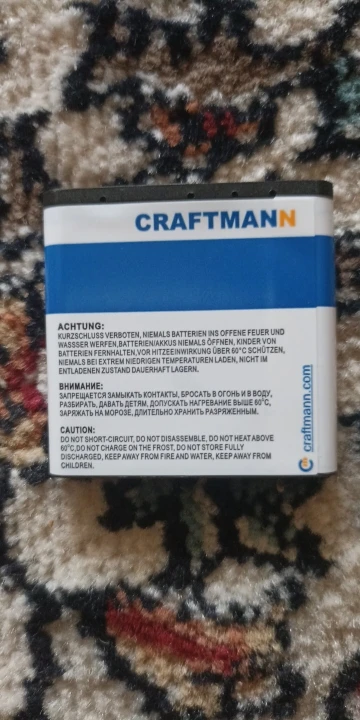 CRAFTMANN
ACHTUNG:
KURZSCHLUSS VERBOTEN, NIEMALS BATTERIEN INS OFFENE FEUER UND
WASSSER WERFEN,BATTERIEN/AKKUS NIEMALS ÖFFNEN, KINDER VON
BATTERIEN FERNHALTEN,VOR HITZEEINWIRKUNG ÜBER 60°C SCHÜTZEN,
NIEMALS BEI EXTREM NIEDRIGEN TEMPERATUREN LADEN, NICHT IM
ENTLADENEN ZUSTAND DAUERHAFT LAGERN.
ВНИМАНИЕ:
ЗАПРЕЩАЕТСЯ ЗАМЫКАТЬ КОНТАКТЫ, БРОСАТЬ В ОГОНЬ И В ВОДУ,
РАЗБИРАТЬ, ДАВАТЬ ДЕТЯМ, ДОПУСКАТЬ НАГРЕВАНИЕ ВЫШЕ 60°C,
ЗАРЯЖАТЬ НА МОРОЗЕ, ДЛИТЕЛЬНО ХРАНИТЬ РАЗРЯЖЕННЫМ.
CAUTION:
DO NOT SHORT-CIRCUIT, DO NOT DISASSEMBLE, DO NOT HEAT ABOVE
60°C,DO NOT CHARGE ON THE FROST, DO NOT STORE FULLY
DISCHARGED, KEEP AWAY FROM FIRE AND WATER, KEEP AWAY FROM
CHILDREN.
craftmann.com